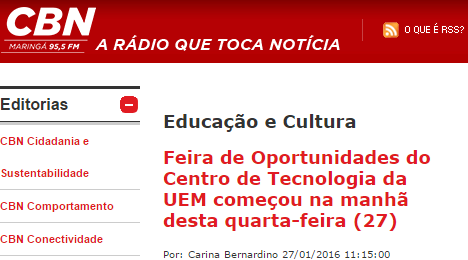 CBN
MARINGÁ 95,5 FM
A RÁDIO QUE TOCA NOTÍCIA
O QUE É RSS?
Editorias
CBN Cidadania e
Sustentabilidade
CBN Comportamento
CBN Conectividade
Educação e Cultura
Feira de Oportunidades do
Centro de Tecnologia da
UEM começou na manhã
desta quarta-feira (27)
Por: Carina Bernardino 27/01/2016 11:15:00